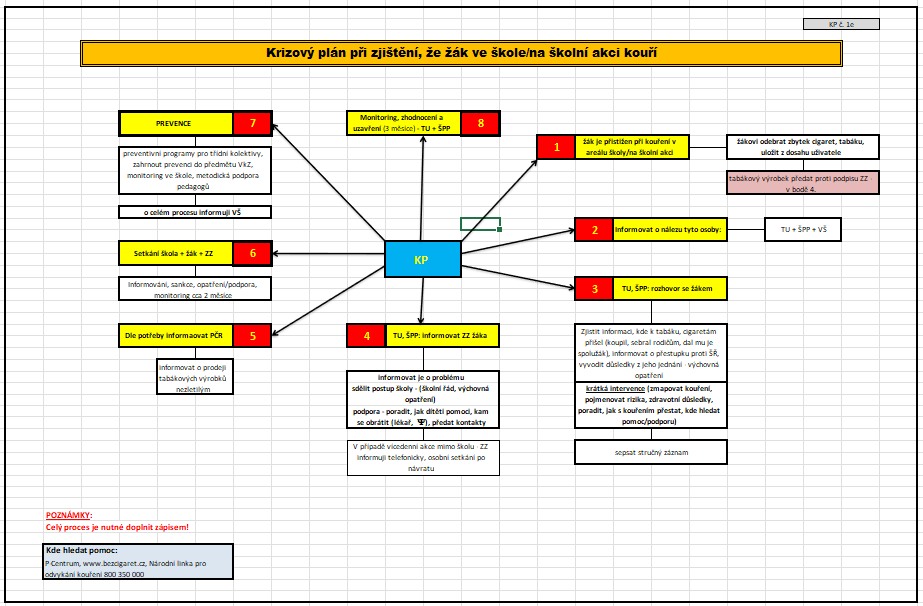 KP č. 1e
Krizový plán při zjištění, že žák ve škole/na školní akci kouří
PREVENCE
7
preventivní programy pro třídní kolektivy,
zahrnout prevenci do předmětu VkZ,
monitoring ve škole, metodická podpora
pedagogů
o celém procesu informuji VŠ
Monitoring, zhodnocení a
uzavření (3 měsíce) - TU + ŠPP
8
1
žák je přistižen při kouření v
areálu školy/na školní akci
žákovi odebrat zbytek cigaret, tabáku,
uložit z dosahu uživatele
tabákový výrobek předat proti podpisu ZZ -
v bodě 4.
2
Informovat o nálezu tyto osoby:
TU + ŠPP + VŠ
KP
Setkání škola + žák + ZZ
6
Informování, sankce, opatření/podpora,
monitoring cca 2 měsíce
3
TU, ŠPP: rozhovor se žákem
Zjistit informaci, kde k tabáku, cigaretám
přišel (koupil, sebral rodičům, dal mu je
spolužák), informovat o přestupku proti ŠŘ,
vyvodit důsledky z jeho jednání - výchovná
opatření
krátká intervence (zmapovat kouření,
pojmenovat rizika, zdravotní důsledky,
poradit, jak s kouřením přestat, kde hledat
pomoc/podporu)
sepsat stručný záznam
Dle potřeby informaovat PČR
5
informovat o prodeji
tabákových výrobků
nezletilým
4
TU, ŠPP: informovat ZZ žáka
informovat je o problému
sdělit postup školy - (školní řád, výchovná
opatření)
podpora - poradit, jak dítěti pomoci, kam
se obrátit (lékař, Ψ), předat kontakty
V případě vícedenní akce mimo školu - ZZ
informuji telefonicky, osobní setkání po
návratu
POZNÁMKY:
Celý proces je nutné doplnit zápisem!
Kde hledat pomoc:
P Centrum, www.bezcigaret.cz, Národní linka pro
odvykání kouření 800 350 000